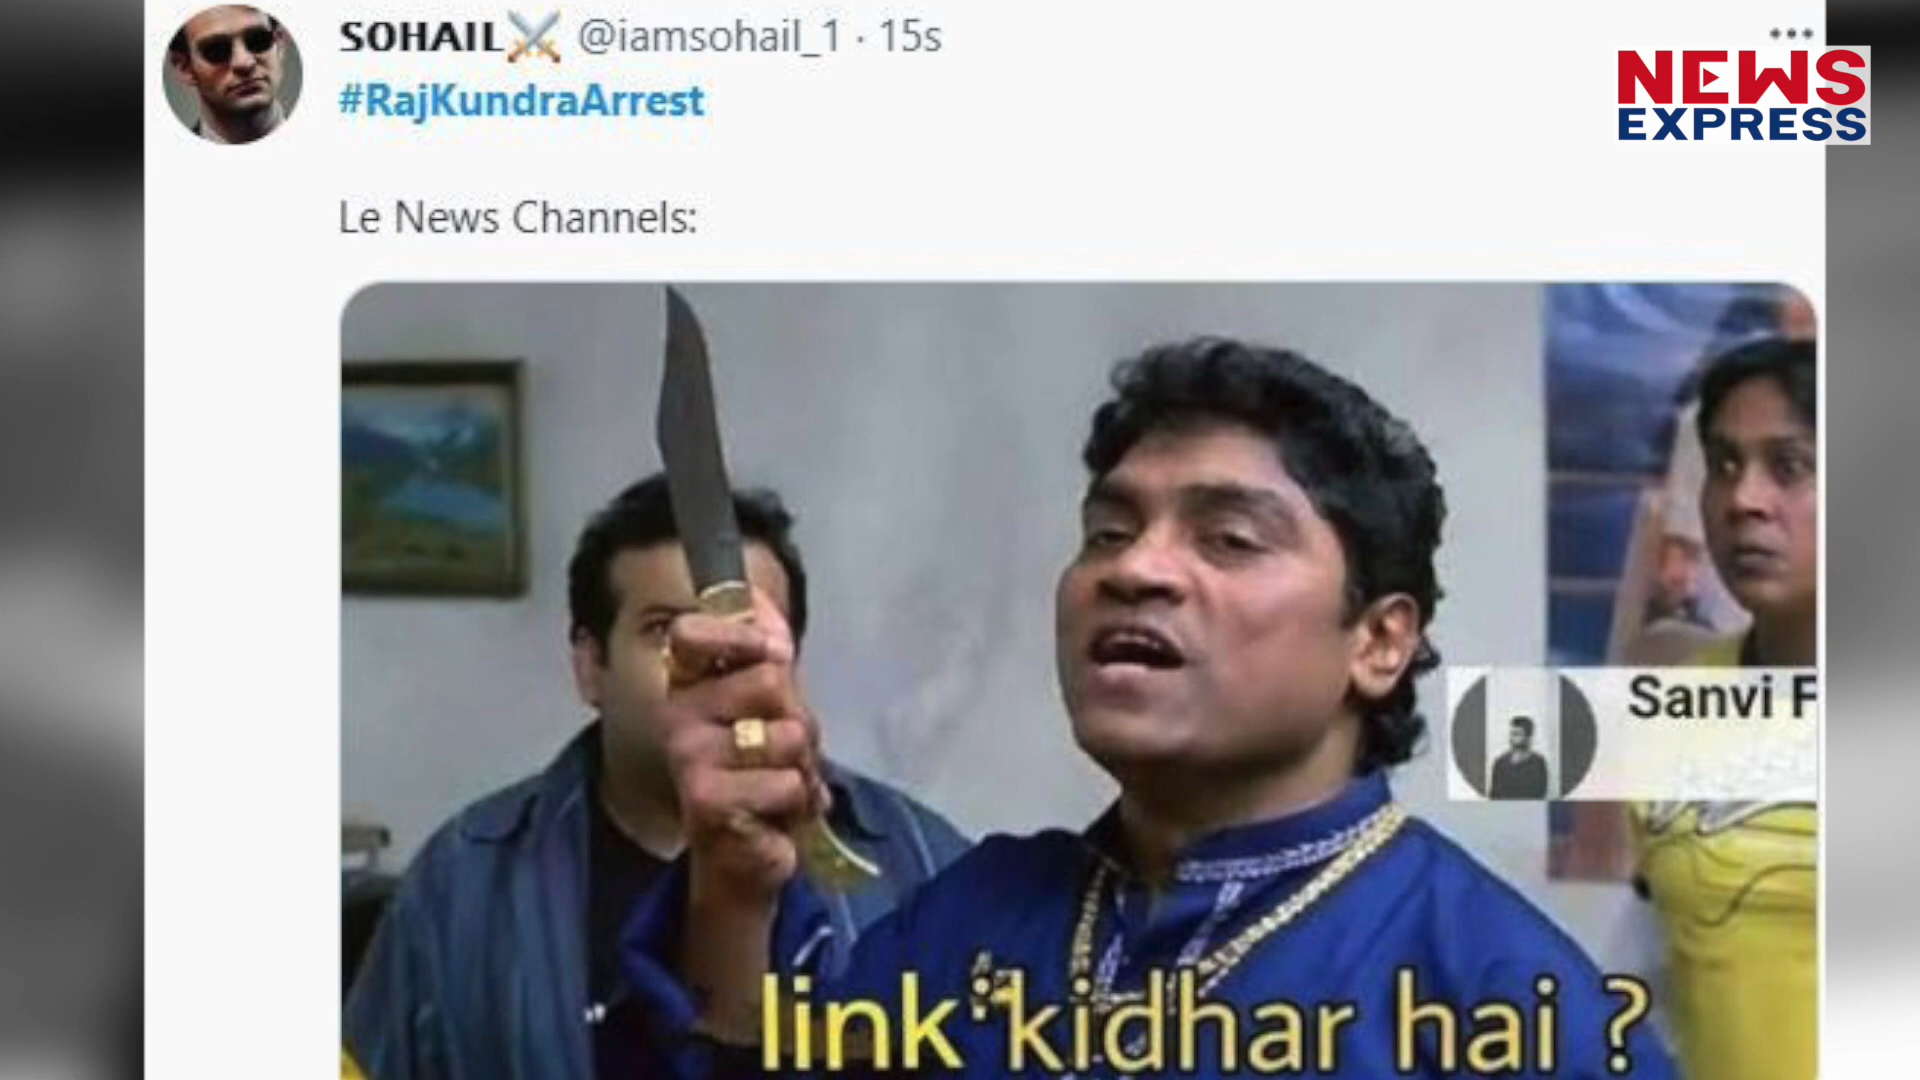 SOHAIL⚔️ @iamsohail_1 · 15s
#RajKundraArrest
NEWS
EXPRESS
Le News Channels:
Sanvi
link kidhar hai ?